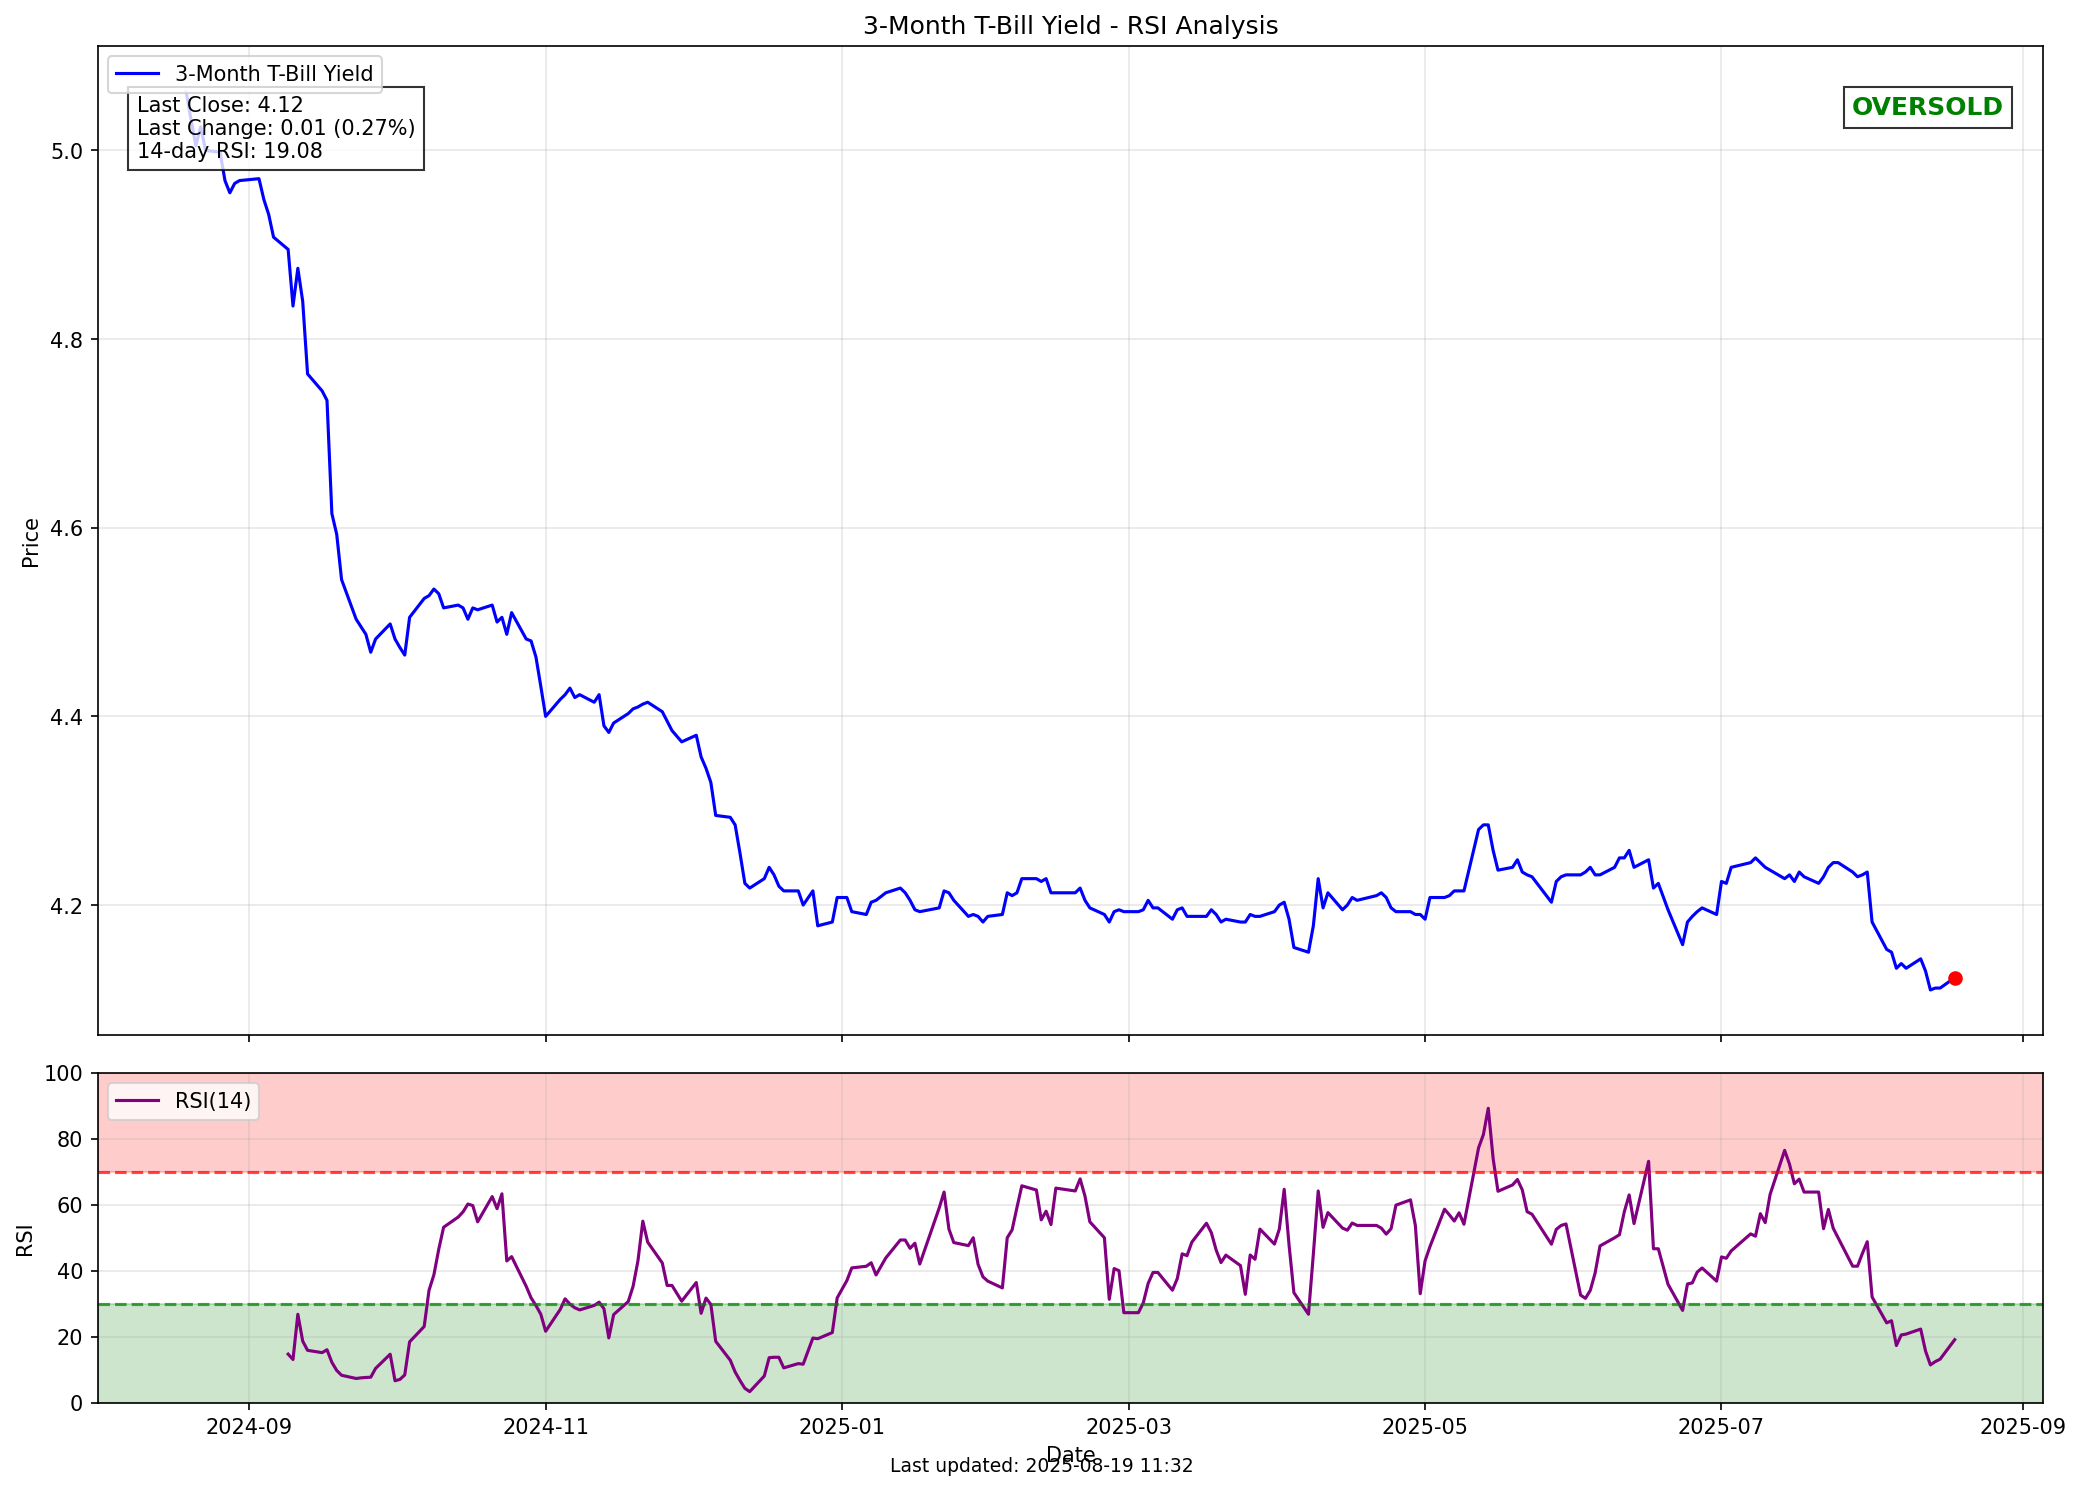 3-Month T-Bill Yield - RSI Analysis
3-Month T-Bill Yield
Last Close: 4.12
Last Change: 0.01 (0.27%)
14-day RSI: 19.08
OVERSOLD
5.0
4.8
4.6
4.4
4.2
Price
100
80
60
40
20
0
RSI
RSI(14)
2024-09
2024-11
2025-01
2025-03
2025-05
2025-07
2025-09
Date
Last updated: 2025-08-19 11:32